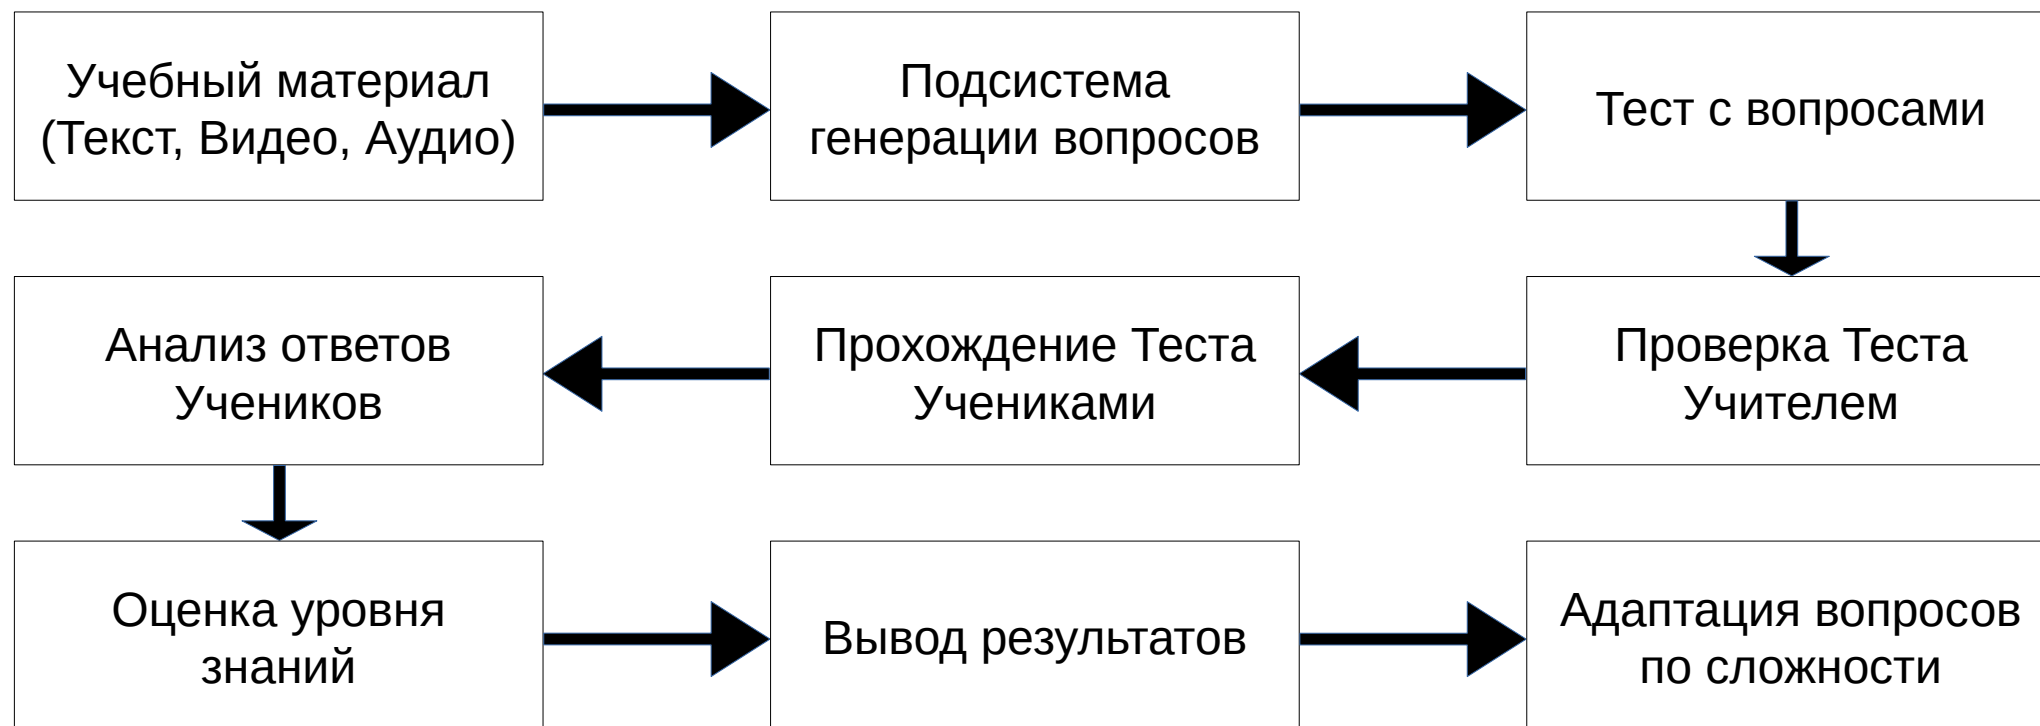 Учебный материал
(Текст, Видео, Аудио)
Подсистема
генерации вопросов
Тест с вопросами
Анализ ответов
Учеников
Прохождение Теста
Учениками
Проверка Теста
Учителем
Оценка уровня
знаний
Вывод результатов
Адаптация вопросов
по сложности